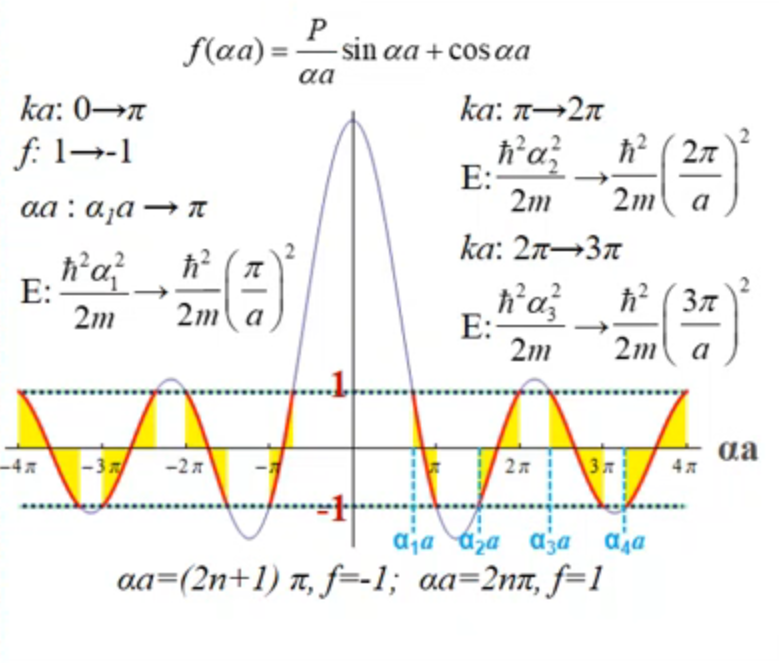 f(αa) = P/αa sin αa + cos αa
ka: 0→π
f: 1→-1
αa : α₁a → π
E: ħ²α₁²/2m → ħ²/2m (π/a)²
ka: π→2π
E: ħ²α₂²/2m → ħ²/2m (2π/a)²
ka: 2π→3π
E: ħ²α₃²/2m → ħ²/2m (3π/a)²
1
-4π -3π -2π -π π 2π 3π 4π αa
-1
α₁a α₂a α₃a α₄a
αa=(2n+1) π, f=-1; αa=2nπ, f=1